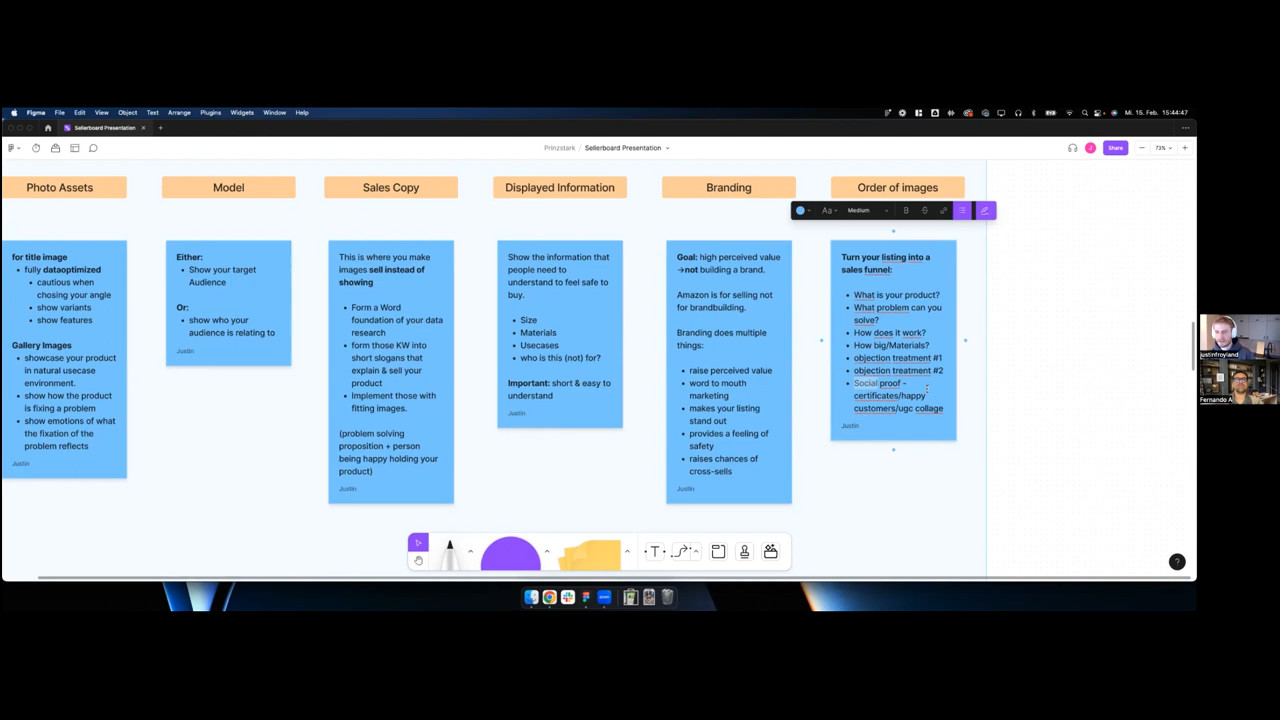 Figma File Edit View Object Text Arrange Plugins Widgets Window Help
Mi. 15. Feb. 15:44:47
Sellerboard Presentation
Prinzstark / Sellerboard Presentation
J
Share
73%
Photo Assets
Model
Sales Copy
Displayed Information
Branding
Order of images
Aa
Medium
B
S
for title image
fully dataoptimized
cautious when
chosing your angle
show variants
show features
Gallery Images
showcase your product
in natural usecase
environment.
show how the product
is fixing a problem
show emotions of what
the fixation of the
problem reflects
Justin
Either:
Show your target
Audience
Or:
show who your
audience is relating to
Justin
This is where you make
images sell instead of
showing
Form a Word
foundation of your data
research
form those KW into
short slogans that
explain & sell your
product
Implement those with
fitting images.
(problem solving
proposition + person
being happy holding your
product)
Justin
Show the information that
people need to
understand to feel safe to
buy.
Size
Materials
Usecases
who is this (not) for?
Important: short & easy to
understand
Justin
Goal: high perceived value
→not building a brand.
Amazon is for selling not
for brandbuilding.
Branding does multiple
things:
raise perceived value
word to mouth
marketing
makes your listing
stand out
provides a feeling of
safety
raises chances of
cross-sells
Justin
Turn your listing into a
sales funnel:
What is your product?
What problem can you
solve?
How does it work?
How big/Materials?
objection treatment #1
objection treatment #2
Social proof -
certificates/happy
customers/ugc collage
Justin
T
?
justinfroyland
Fernando A